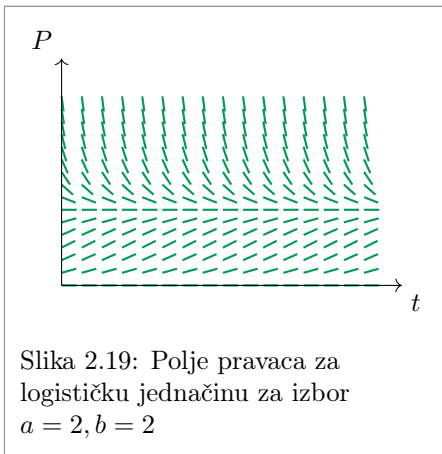 P
t
Slika 2.19: Polje pravaca za
logističku jednačinu za izbor
a = 2, b = 2